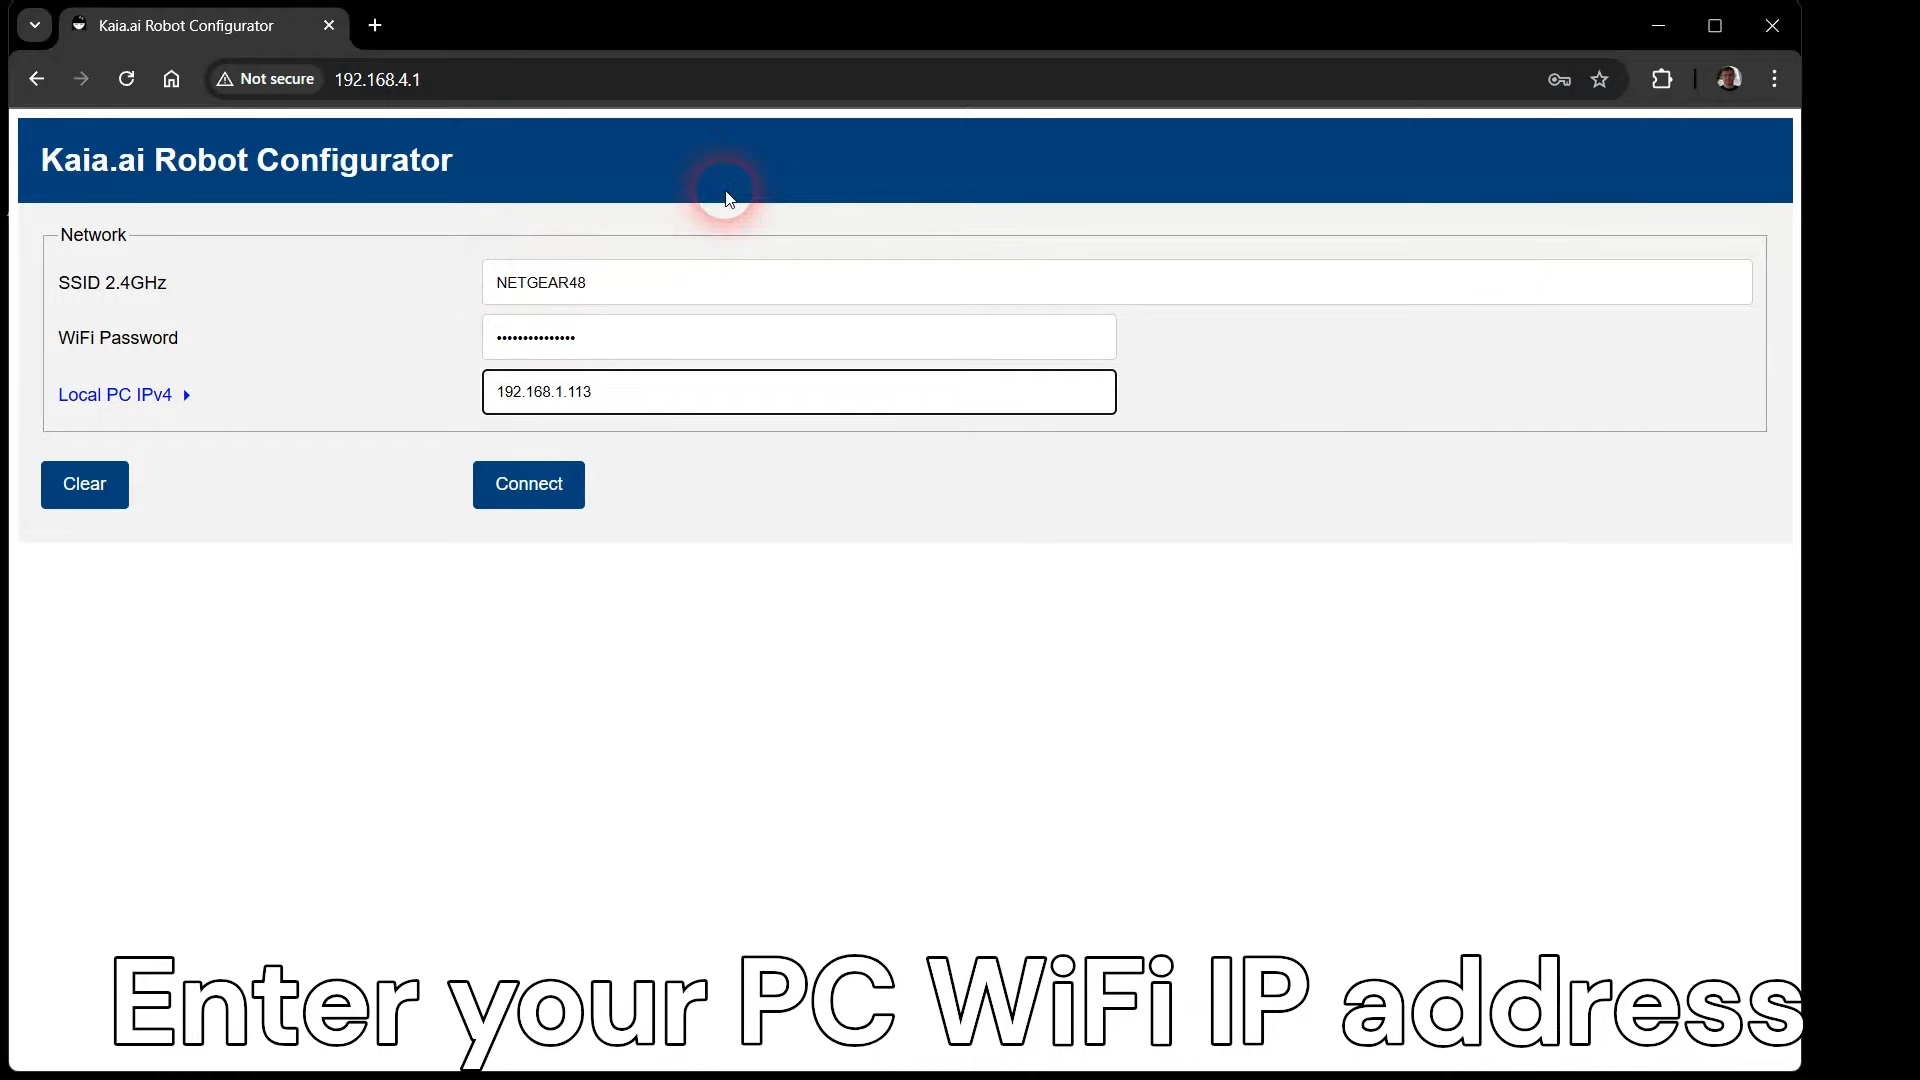 Kaia.ai Robot Configurator
Not secure 192.168.4.1
Kaia.ai Robot Configurator
Network
SSID 2.4GHz NETGEAR48
WiFi Password •••••••••••••••
Local PC IPv4 192.168.1.113
Clear Connect
Enter your PC WiFi IP address